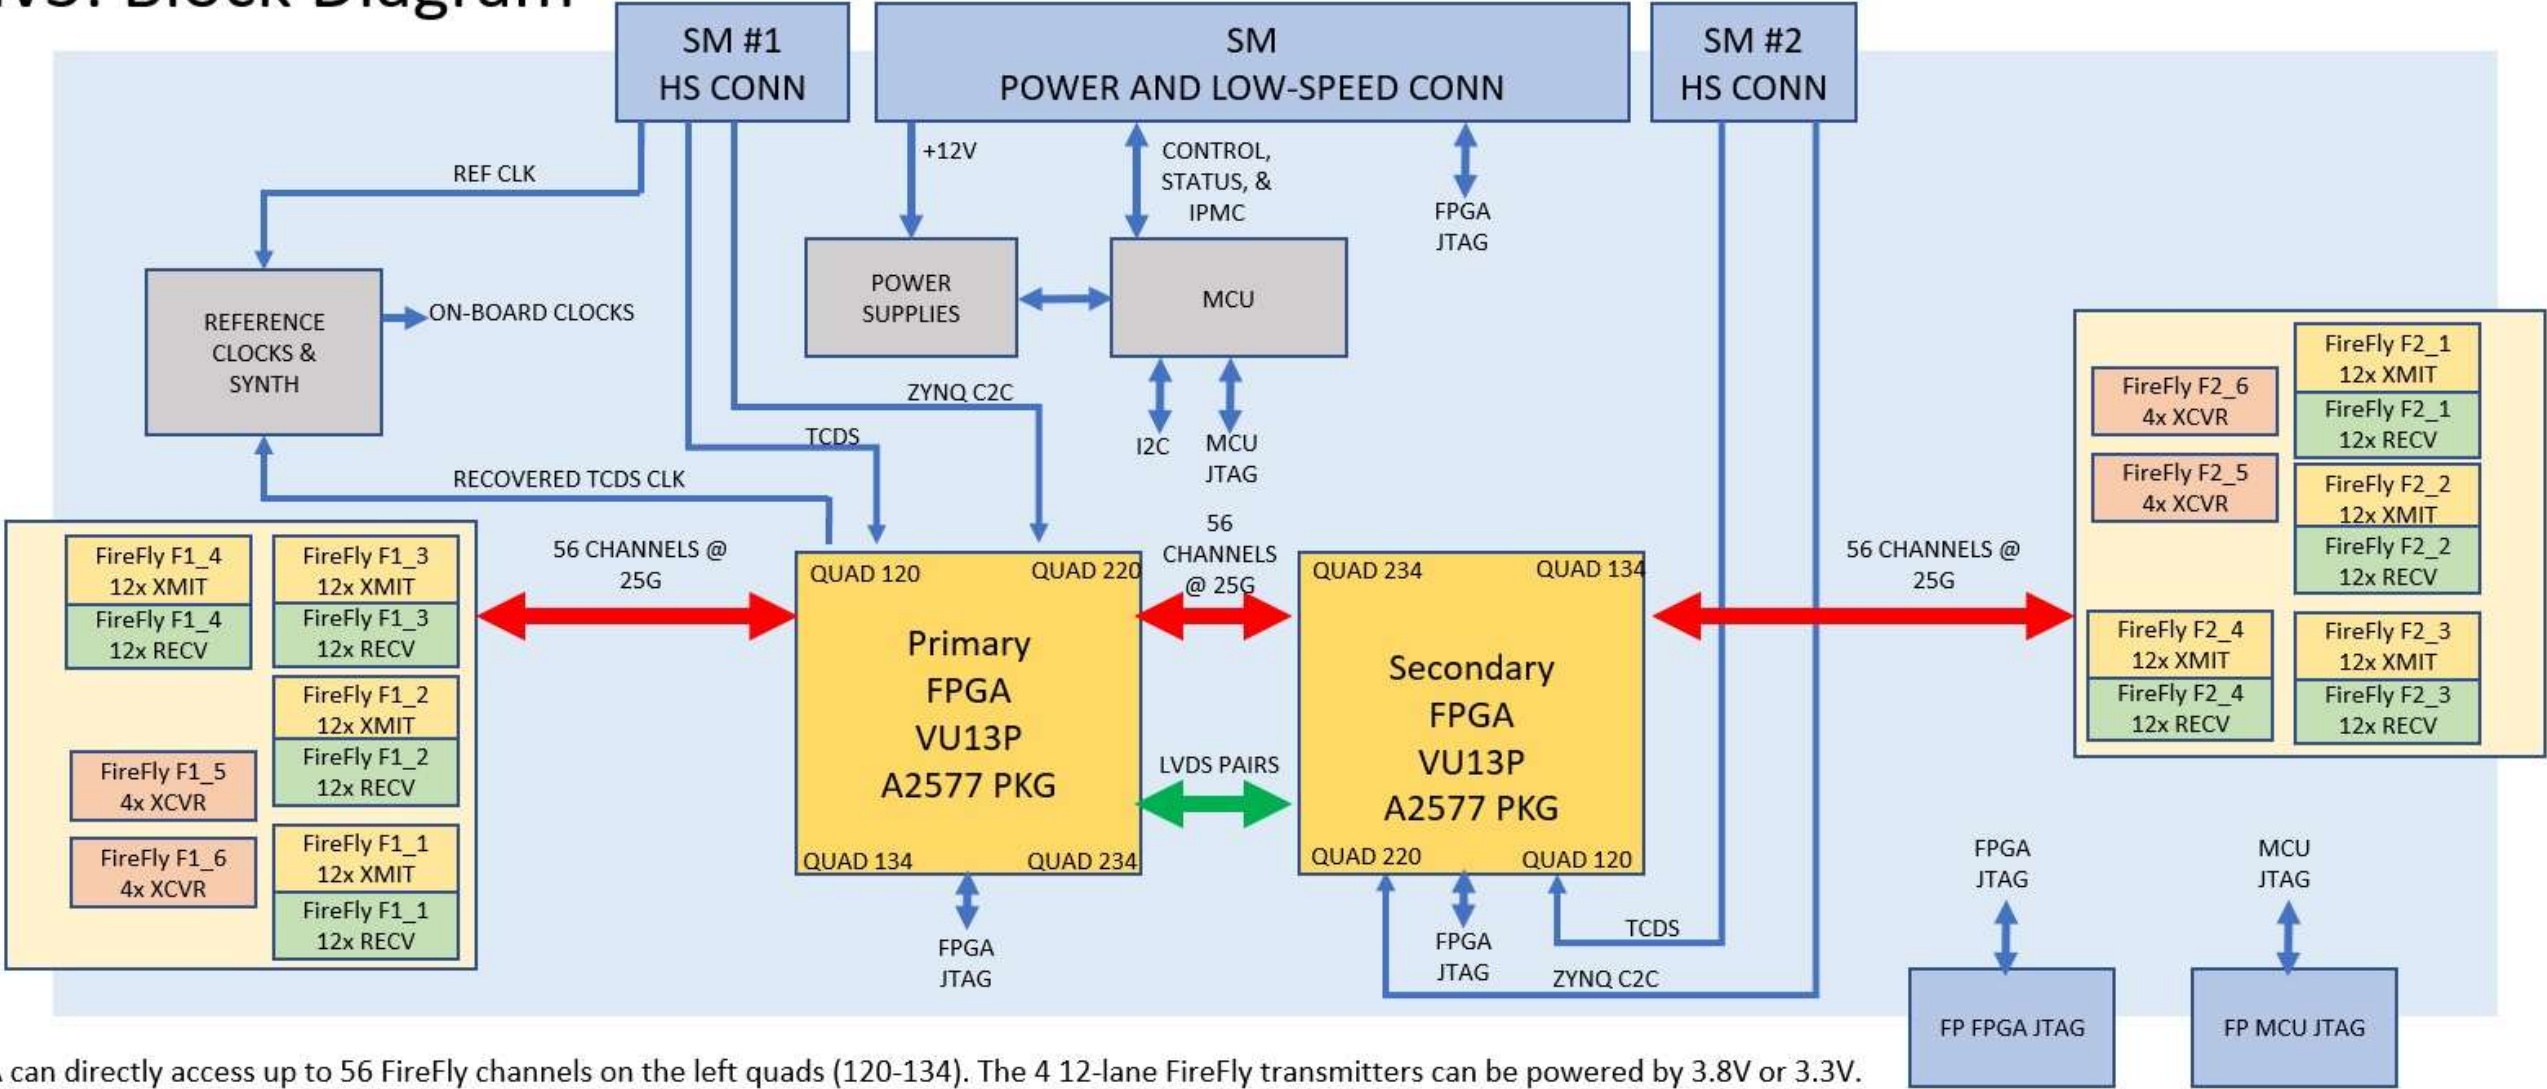 Block Diagram
SM #1
HS CONN
SM
POWER AND LOW-SPEED CONN
SM #2
HS CONN
REF CLK
+12V
CONTROL,
STATUS, &
IPMC
FPGA
JTAG
REFERENCE
CLOCKS &
SYNTH
ON-BOARD CLOCKS
POWER
SUPPLIES
MCU
ZYNQ C2C
TCDS
I2C
MCU
JTAG
RECOVERED TCDS CLK
56 CHANNELS @
25G
56
CHANNELS
@ 25G
56 CHANNELS @
25G
FireFly F1_4
12x XMIT
FireFly F1_4
12x RECV
FireFly F1_3
12x XMIT
FireFly F1_3
12x RECV
FireFly F1_2
12x XMIT
FireFly F1_2
12x RECV
FireFly F1_5
4x XCVR
FireFly F1_6
4x XCVR
FireFly F1_1
12x XMIT
FireFly F1_1
12x RECV
QUAD 120
QUAD 220
Primary
FPGA
VU13P
A2577 PKG
QUAD 134
QUAD 234
FPGA
JTAG
LVDS PAIRS
QUAD 234
QUAD 134
Secondary
FPGA
VU13P
A2577 PKG
QUAD 220
QUAD 120
FPGA
JTAG
TCDS
ZYNQ C2C
FireFly F2_6
4x XCVR
FireFly F2_5
4x XCVR
FireFly F2_1
12x XMIT
FireFly F2_1
12x RECV
FireFly F2_2
12x XMIT
FireFly F2_2
12x RECV
FireFly F2_4
12x XMIT
FireFly F2_4
12x RECV
FireFly F2_3
12x XMIT
FireFly F2_3
12x RECV
FPGA
JTAG
MCU
JTAG
FP FPGA JTAG
FP MCU JTAG
can directly access up to 56 FireFly channels on the left quads (120-134). The 4 12-lane FireFly transmitters can be powered by 3.8V or 3.3V.